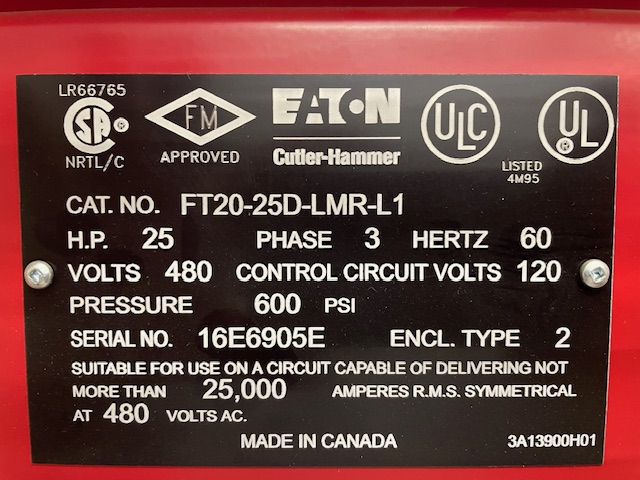 LR66765
CSA
NRTL/C
FM
APPROVED
EATON
Cutler-Hammer
ULC
UL
LISTED
4M95
CAT. NO. FT20-25D-LMR-L1
H.P. 25 PHASE 3 HERTZ 60
VOLTS 480 CONTROL CIRCUIT VOLTS 120
PRESSURE 600 PSI
SERIAL NO. 16E6905E ENCL. TYPE 2
SUITABLE FOR USE ON A CIRCUIT CAPABLE OF DELIVERING NOT
MORE THAN 25,000 AMPERES R.M.S. SYMMETRICAL
AT 480 VOLTS AC.
MADE IN CANADA 3A13900H01